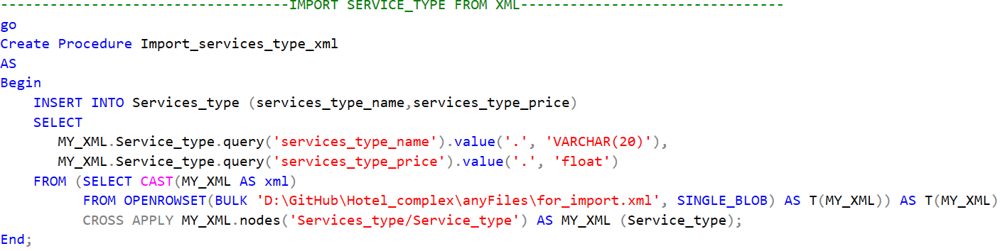 ----------------------------------IMPORT SERVICE_TYPE FROM XML-------------------------------
go
Create Procedure Import_services_type_xml
AS
Begin
    INSERT INTO Services_type (services_type_name,services_type_price)
    SELECT
       MY_XML.Service_type.query('services_type_name').value('.', 'VARCHAR(20)'),
       MY_XML.Service_type.query('services_type_price').value('.', 'float')
    FROM (SELECT CAST(MY_XML AS xml)
          FROM OPENROWSET(BULK 'D:\GitHub\Hotel_complex\anyFiles\for_import.xml', SINGLE_BLOB) AS T(MY_XML)) AS T(MY_XML)
          CROSS APPLY MY_XML.nodes('Services_type/Service_type') AS MY_XML (Service_type);
End;